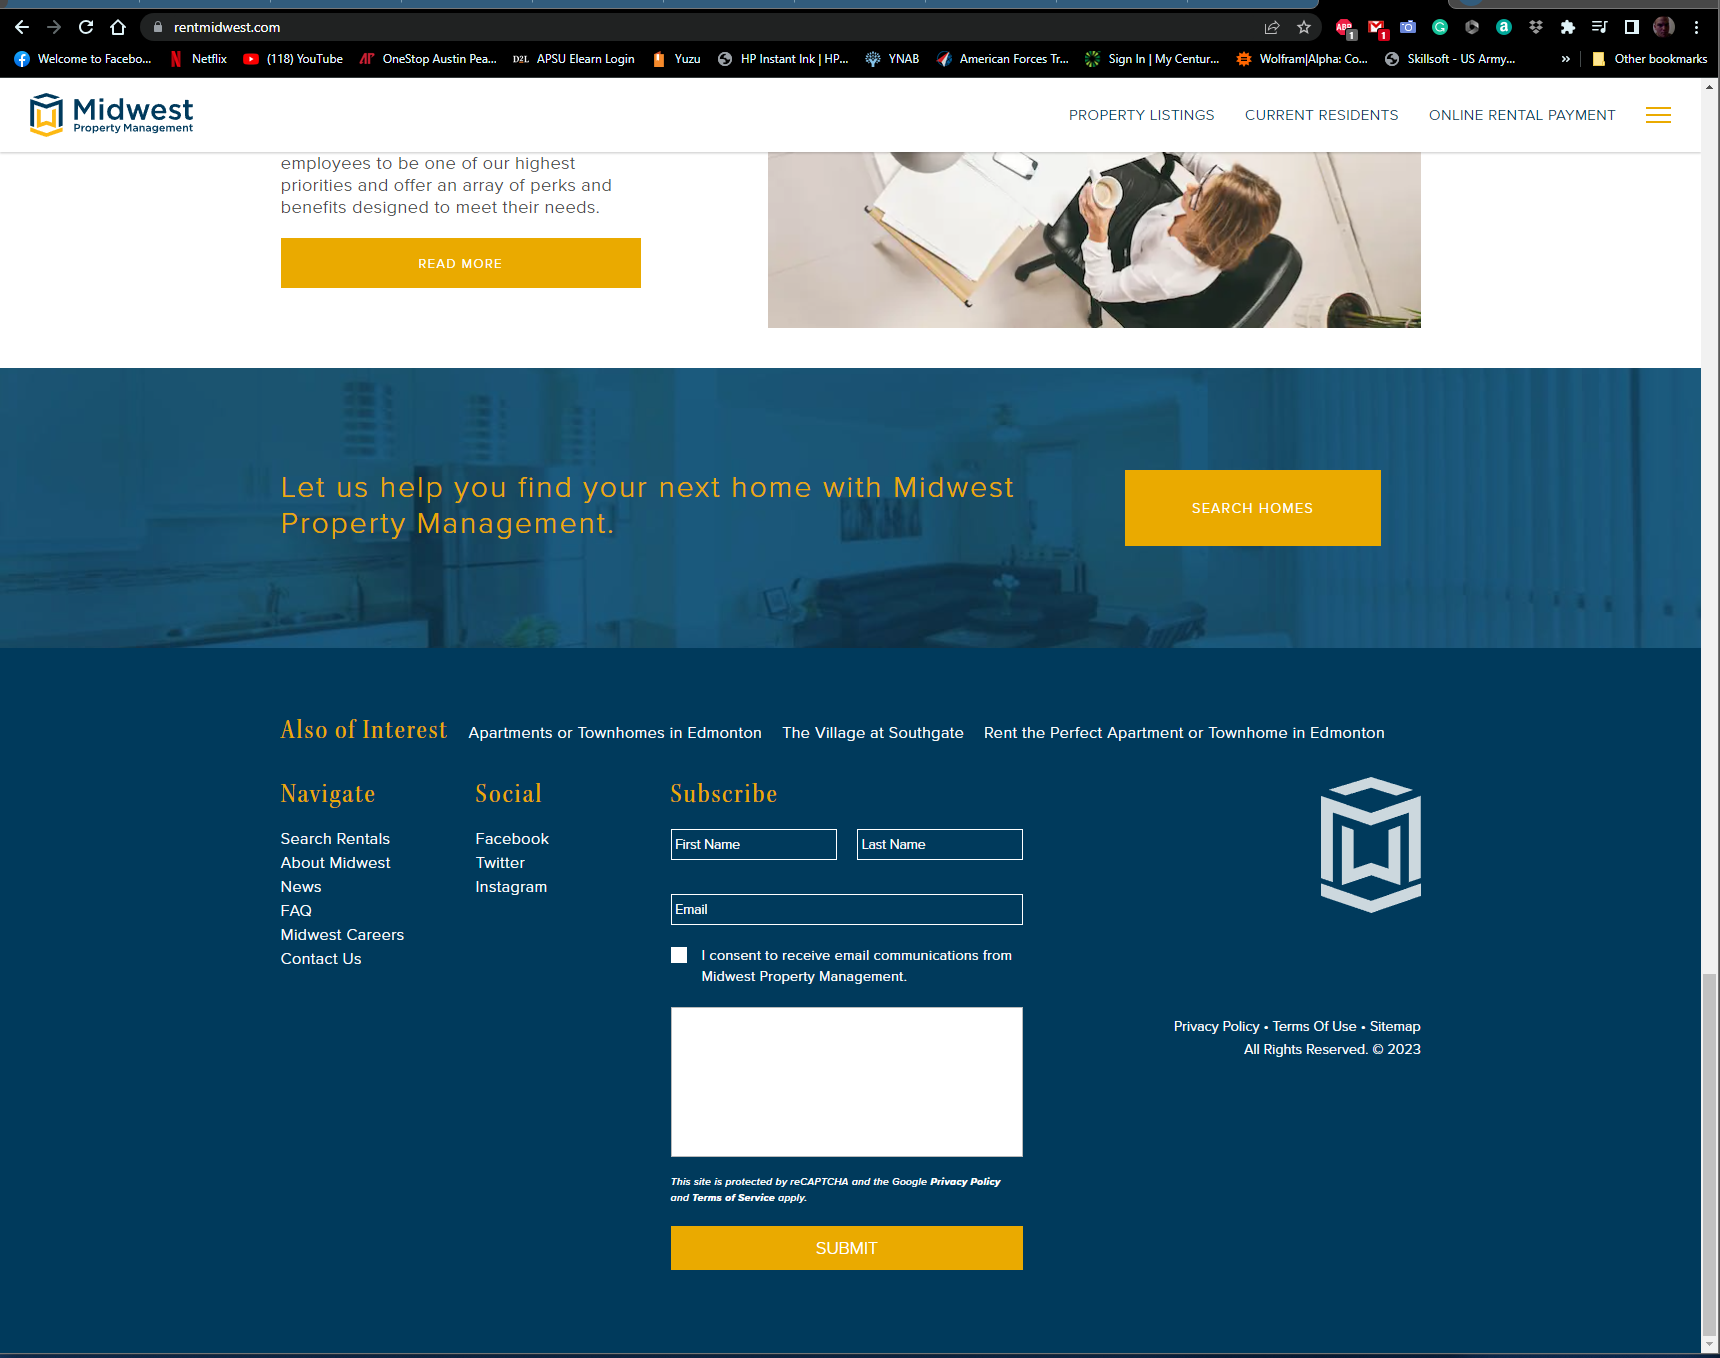 rentmidwest.com
ABP 1 1
Welcome to Facebo... Netflix (118) YouTube OneStop Austin Pea... D2L APSU Elearn Login Yuzu HP Instant Ink | HP... YNAB American Forces Tr... Sign In | My Centur... Wolfram|Alpha: Co... Skillsoft - US Army... » Other bookmarks
Midwest
Property Management
PROPERTY LISTINGS CURRENT RESIDENTS ONLINE RENTAL PAYMENT
employees to be one of our highest
priorities and offer an array of perks and
benefits designed to meet their needs.
READ MORE
Let us help you find your next home with Midwest
Property Management.
SEARCH HOMES
Also of Interest Apartments or Townhomes in Edmonton The Village at Southgate Rent the Perfect Apartment or Townhome in Edmonton
Navigate
Search Rentals
About Midwest
News
FAQ
Midwest Careers
Contact Us
Social
Facebook
Twitter
Instagram
Subscribe
First Name Last Name
Email
I consent to receive email communications from
Midwest Property Management.
This site is protected by reCAPTCHA and the Google Privacy Policy
and Terms of Service apply.
SUBMIT
Privacy Policy • Terms Of Use • Sitemap
All Rights Reserved. © 2023